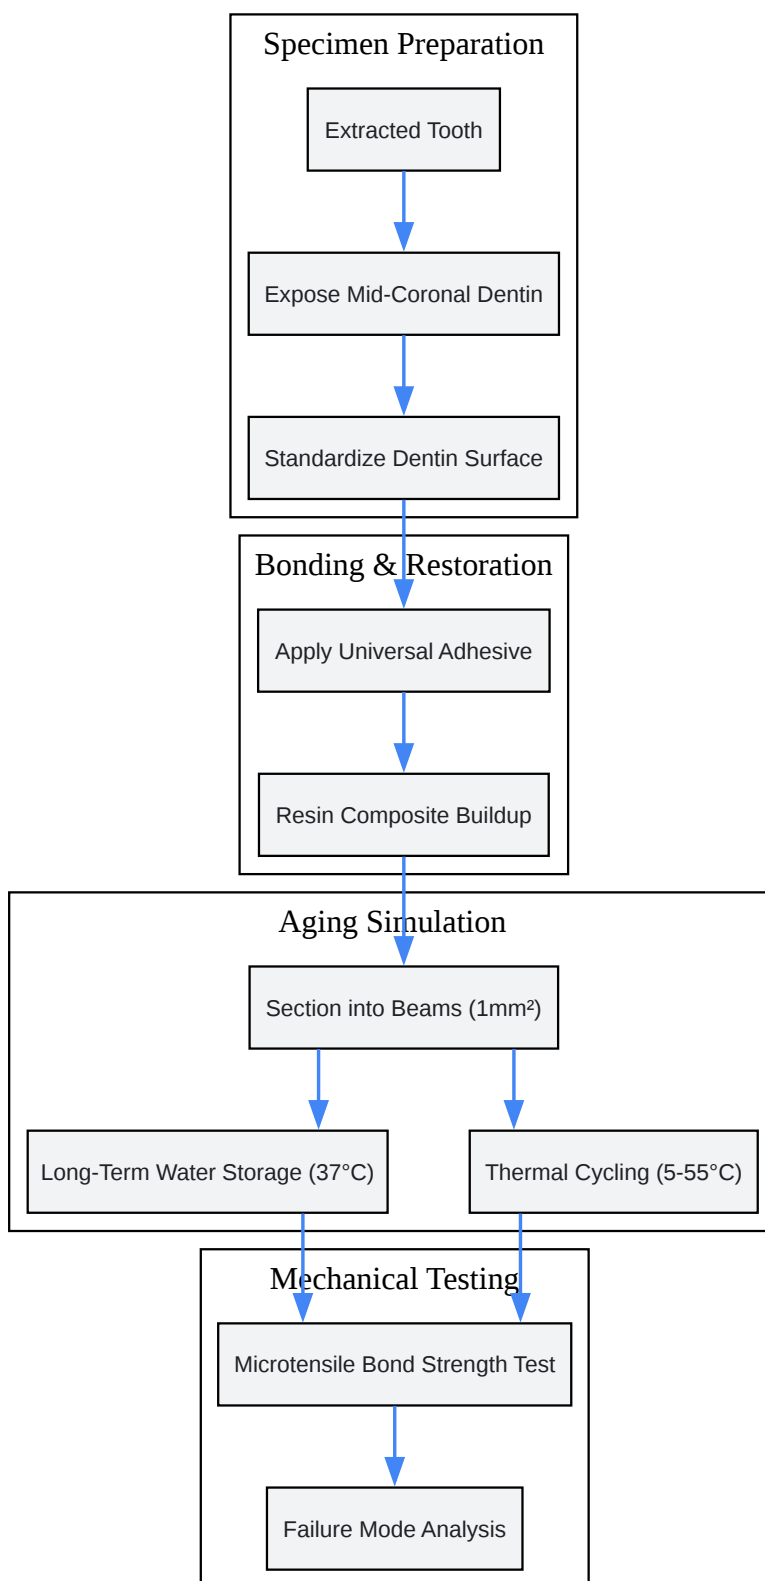 Specimen Preparation
Extracted Tooth
Expose Mid-Coronal Dentin
Standardize Dentin Surface
Bonding & Restoration
Apply Universal Adhesive
Resin Composite Buildup
Aging Simulation
Section into Beams (1mm²)
Long-Term Water Storage (37°C)
Thermal Cycling (5-55°C)
Mechanical Testing
Microtensile Bond Strength Test
Failure Mode Analysis